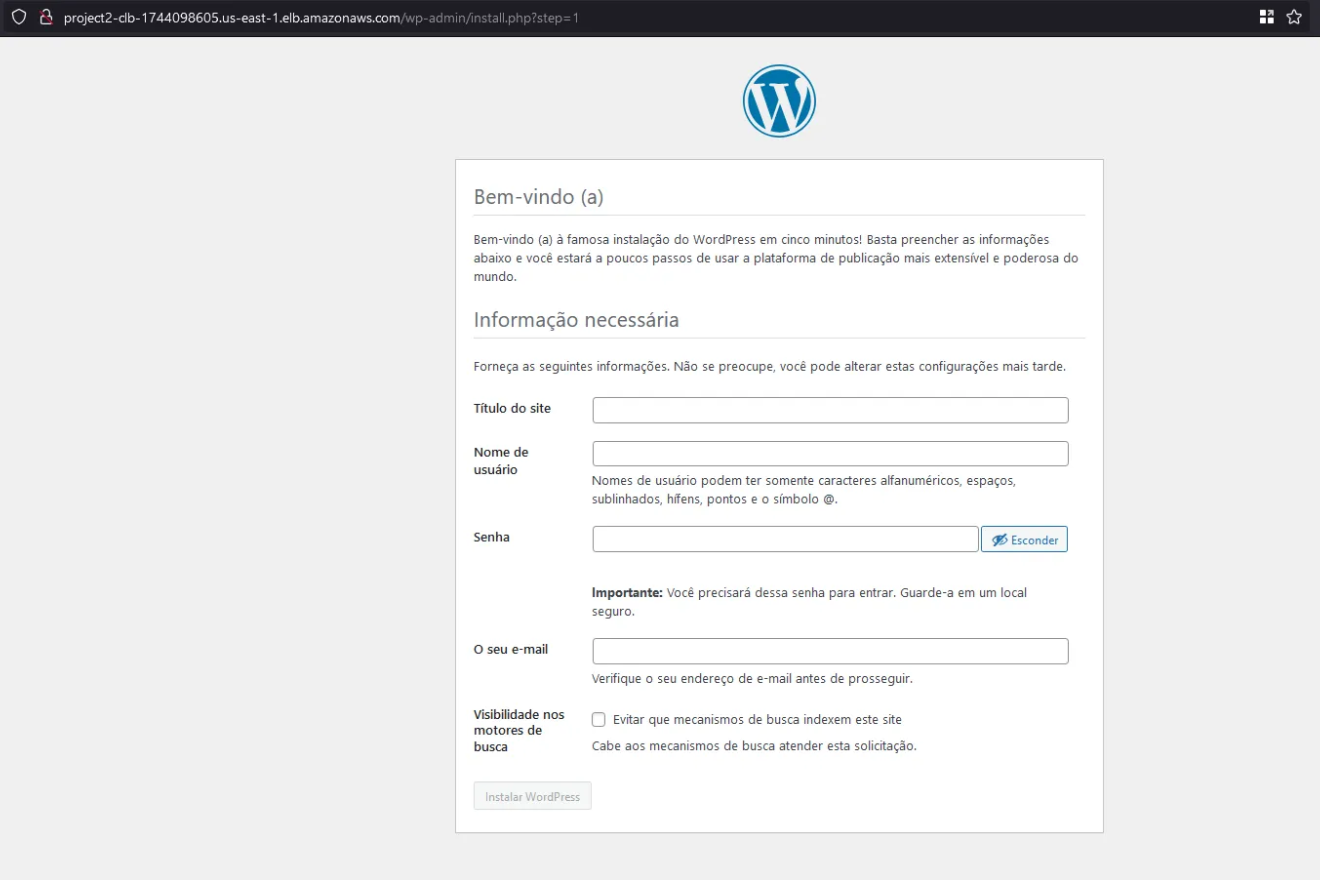 project2-clb-1744098605.us-east-1.elb.amazonaws.com/wp-admin/install.php?step=1
W
Bem-vindo (a)
Bem-vindo (a) à famosa instalação do WordPress em cinco minutos! Basta preencher as informações
abaixo e você estará a poucos passos de usar a plataforma de publicação mais extensível e poderosa do
mundo.
Informação necessária
Forneça as seguintes informações. Não se preocupe, você pode alterar estas configurações mais tarde.
Título do site
Nome de
usuário
Nomes de usuário podem ter somente caracteres alfanuméricos, espaços,
sublinhados, hífens, pontos e o símbolo @.
Senha
Esconder
Importante: Você precisará dessa senha para entrar. Guarde-a em um local
seguro.
O seu e-mail
Verifique o seu endereço de e-mail antes de prosseguir.
Visibilidade nos
motores de
busca
Evitar que mecanismos de busca indexem este site
Cabe aos mecanismos de busca atender esta solicitação.
Instalar WordPress